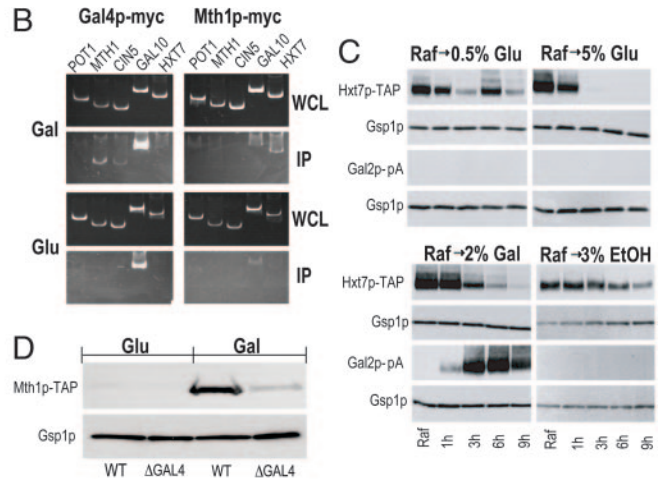 B
Gal4p-myc Mth1p-myc
POT1 MTH1 CIN5 GAL10 HXT7 POT1 MTH1 CIN5 GAL10 HXT7
Gal
WCL
IP
Glu
WCL
IP
D
Glu Gal
Mth1p-TAP
Gsp1p
WT ΔGAL4 WT ΔGAL4
C
Raf→0.5% Glu Raf→5% Glu
Hxt7p-TAP
Gsp1p
Gal2p-pA
Gsp1p
Raf→2% Gal Raf→3% EtOH
Hxt7p-TAP
Gsp1p
Gal2p-pA
Gsp1p
Raf 1h 3h 6h 9h Raf 1h 3h 6h 9h